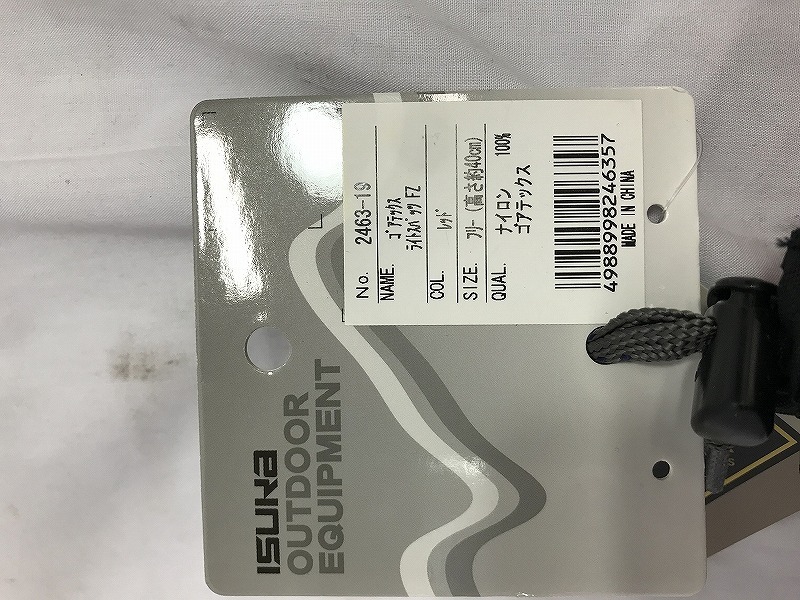 ISUKA
OUTDOOR
EQUIPMENT
No. 2463-19
NAME. ゴアテックス
ライトスパッツ FZ
COL. レッド
SIZE. フリー (高さ約40cm)
QUAL. ナイロン 100%
ゴアテックス
4988998246357
MADE IN CHINA